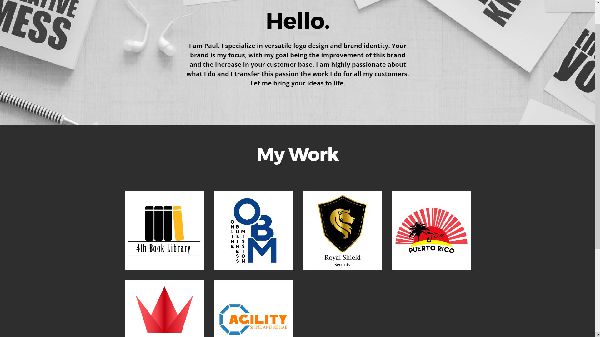 MESS
Hello.
I am Paul. I specialize in versatile logo design and brand identity. Your
brand is my focus, with my goal being the improvement of this brand
and the increase in your customer base. I am highly passionate about
what I do and I transfer this passion the work I do for all my customers.
Let me bring your ideas to life.
My Work
4th Book Library
OBM
ONLINE
BUSINESS
Royal Shield
PUERTO RICO
AGILITY